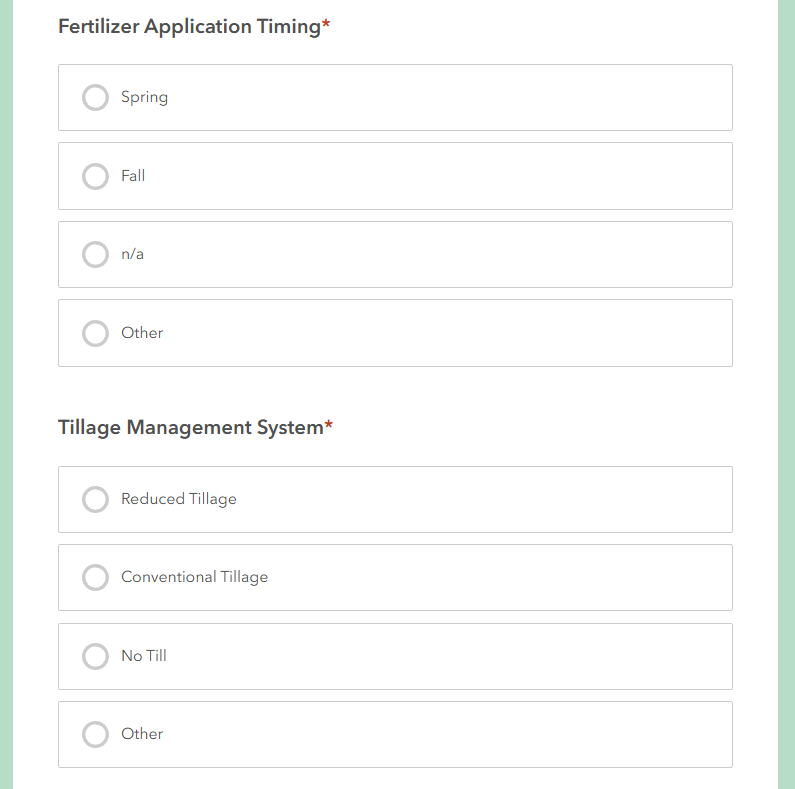 Fertilizer Application Timing*
Spring
Fall
n/a
Other
Tillage Management System*
Reduced Tillage
Conventional Tillage
No Till
Other